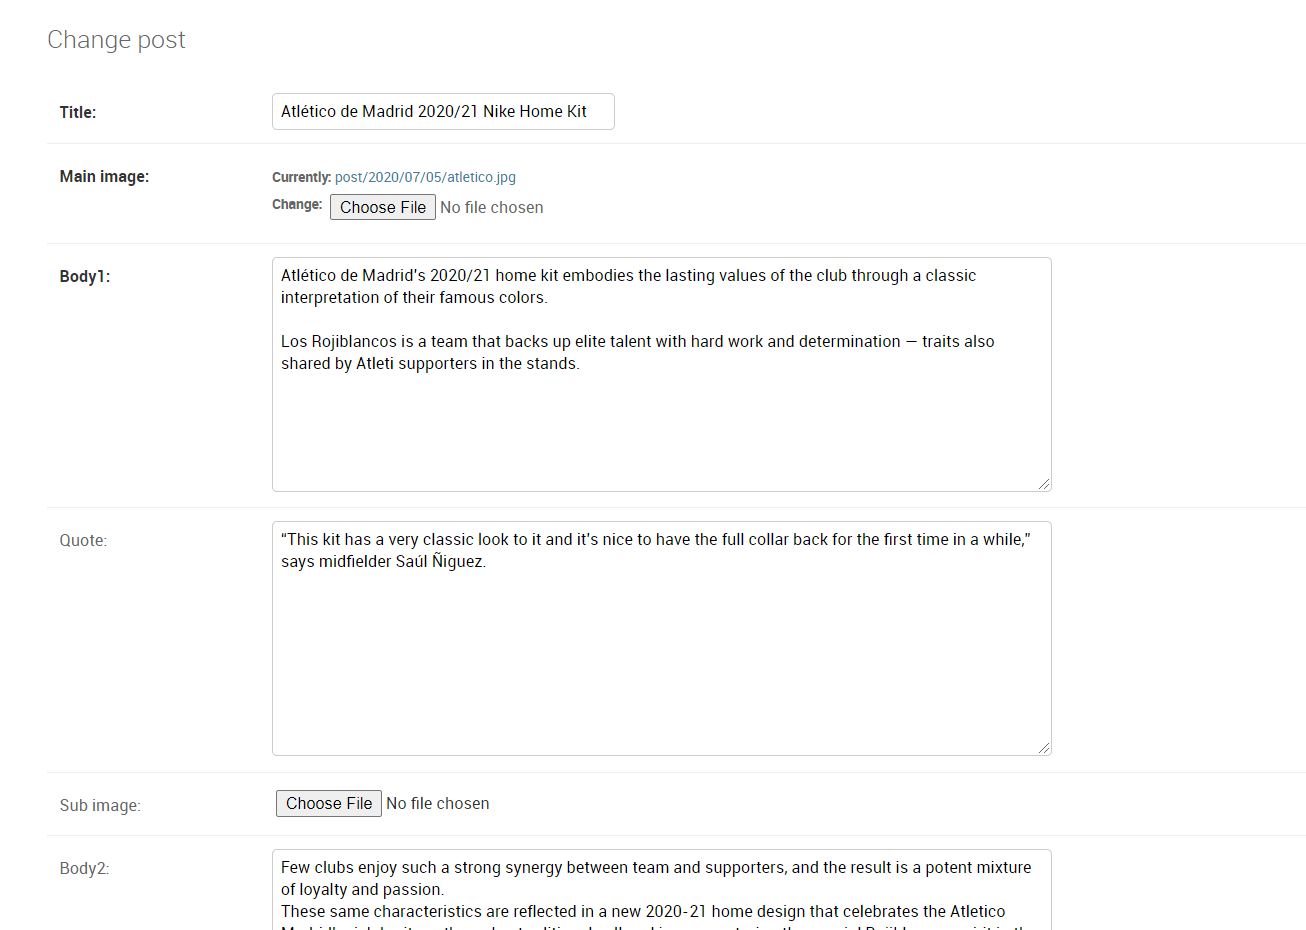 Change post
Title:
Atlético de Madrid 2020/21 Nike Home Kit
Main image:
Currently: post/2020/07/05/atletico.jpg
Change: Choose File No file chosen
Body1:
Atlético de Madrid's 2020/21 home kit embodies the lasting values of the club through a classic
interpretation of their famous colors.
Los Rojiblancos is a team that backs up elite talent with hard work and determination — traits also
shared by Atleti supporters in the stands.
Quote:
“This kit has a very classic look to it and it's nice to have the full collar back for the first time in a while,”
says midfielder Saúl Ñiguez.
Sub image:
Choose File No file chosen
Body2:
Few clubs enjoy such a strong synergy between team and supporters, and the result is a potent mixture
of loyalty and passion.
These same characteristics are reflected in a new 2020-21 home design that celebrates the Atletico